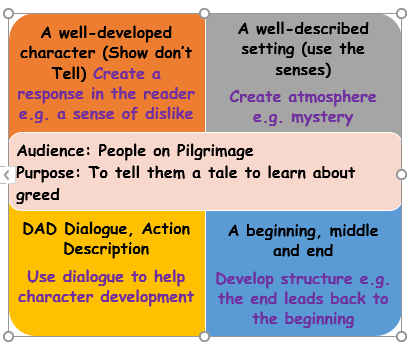 A well-developed
character (Show don't
Tell) Create a
response in the reader
e.g. a sense of dislike
A well-described
setting (use the
senses)
Create atmosphere
e.g. mystery
Audience: People on Pilgrimage
Purpose: To tell them a tale to learn about
greed
DAD Dialogue, Action
Description
Use dialogue to help
character development
A beginning, middle
and end
Develop structure e.g.
the end leads back to
the beginning